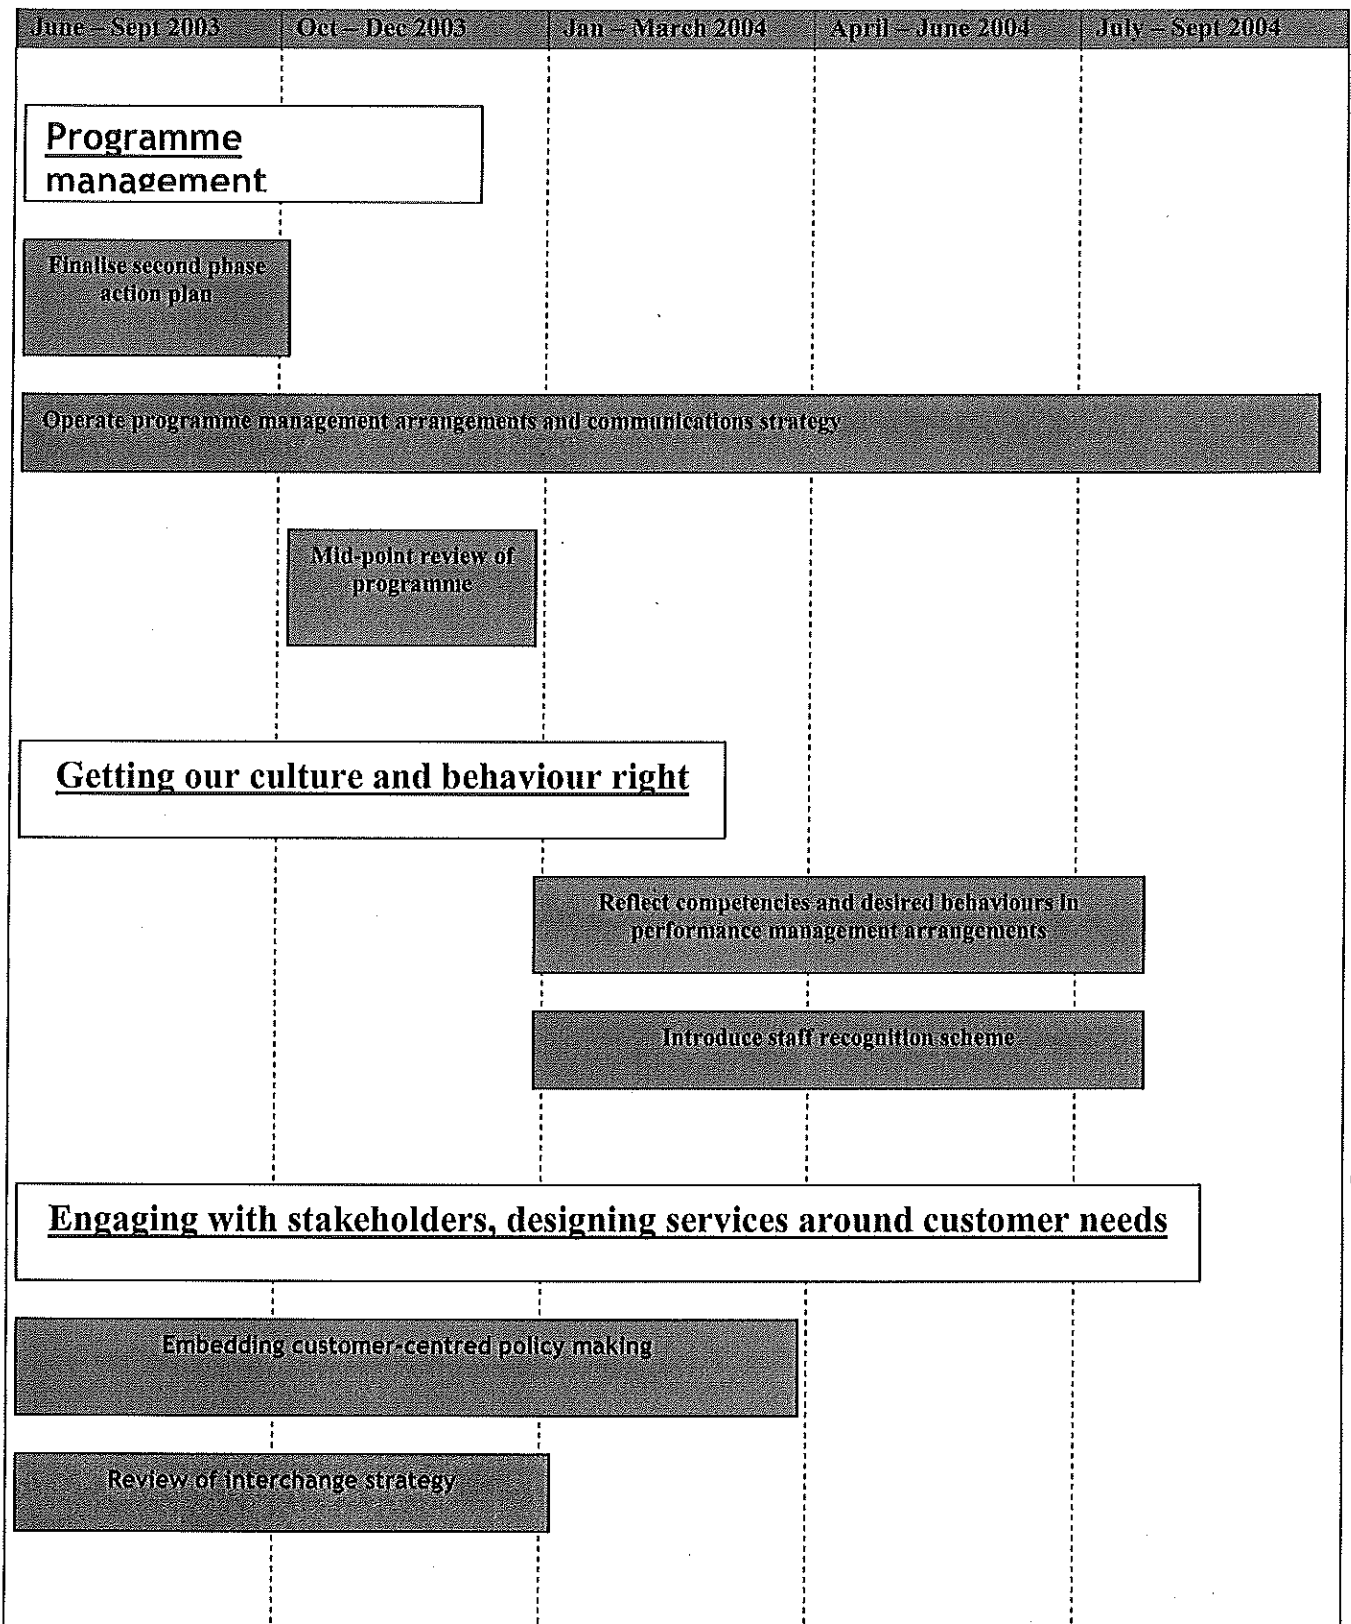 June – Sept 2003 Oct – Dec 2003 Jan – March 2004 April – June 2004 July – Sept 2004
Programme
management
Finalise second phase
action plan
Operate programme management arrangements and communications strategy
Mid-point review of
programme
Getting our culture and behaviour right
Reflect competencies and desired behaviours in
performance management arrangements
Introduce staff recognition scheme
Engaging with stakeholders, designing services around customer needs
Embedding customer-centred policy making
Review of interchange strategy